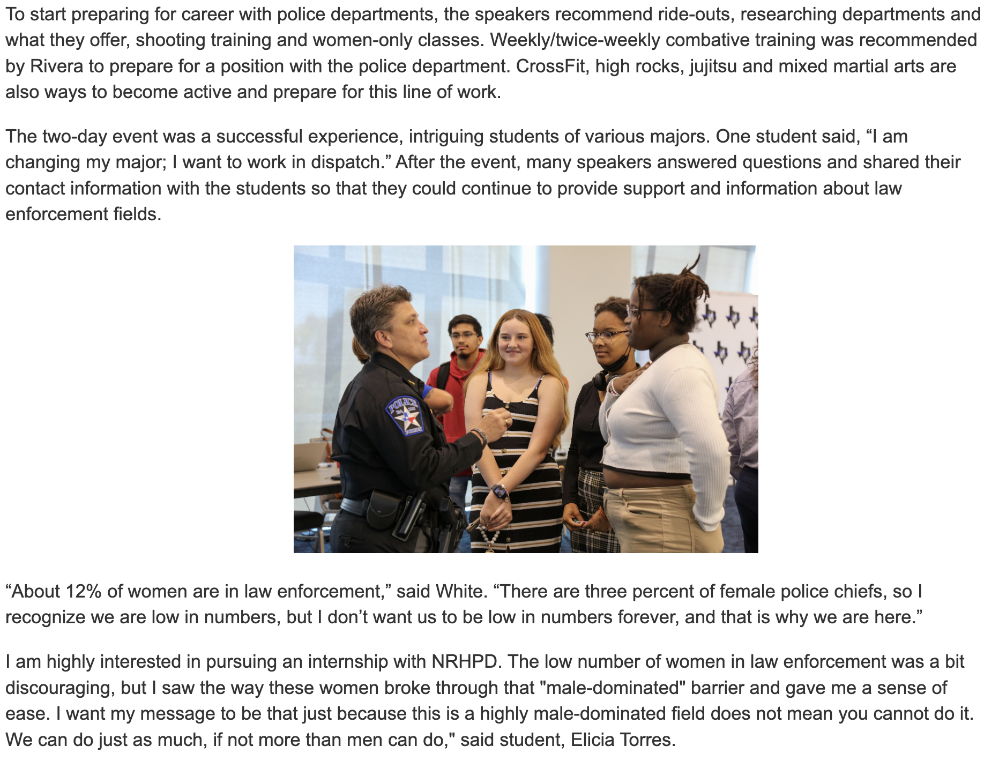 To start preparing for career with police departments, the speakers recommend ride-outs, researching departments and
what they offer, shooting training and women-only classes. Weekly/twice-weekly combative training was recommended
by Rivera to prepare for a position with the police department. CrossFit, high rocks, jujitsu and mixed martial arts are
also ways to become active and prepare for this line of work.
The two-day event was a successful experience, intriguing students of various majors. One student said, “I am
changing my major; I want to work in dispatch.” After the event, many speakers answered questions and shared their
contact information with the students so that they could continue to provide support and information about law
enforcement fields.
POLICE
“About 12% of women are in law enforcement,” said White. “There are three percent of female police chiefs, so I
recognize we are low in numbers, but I don’t want us to be low in numbers forever, and that is why we are here.”
I am highly interested in pursuing an internship with NRHPD. The low number of women in law enforcement was a bit
discouraging, but I saw the way these women broke through that "male-dominated" barrier and gave me a sense of
ease. I want my message to be that just because this is a highly male-dominated field does not mean you cannot do it.
We can do just as much, if not more than men can do," said student, Elicia Torres.